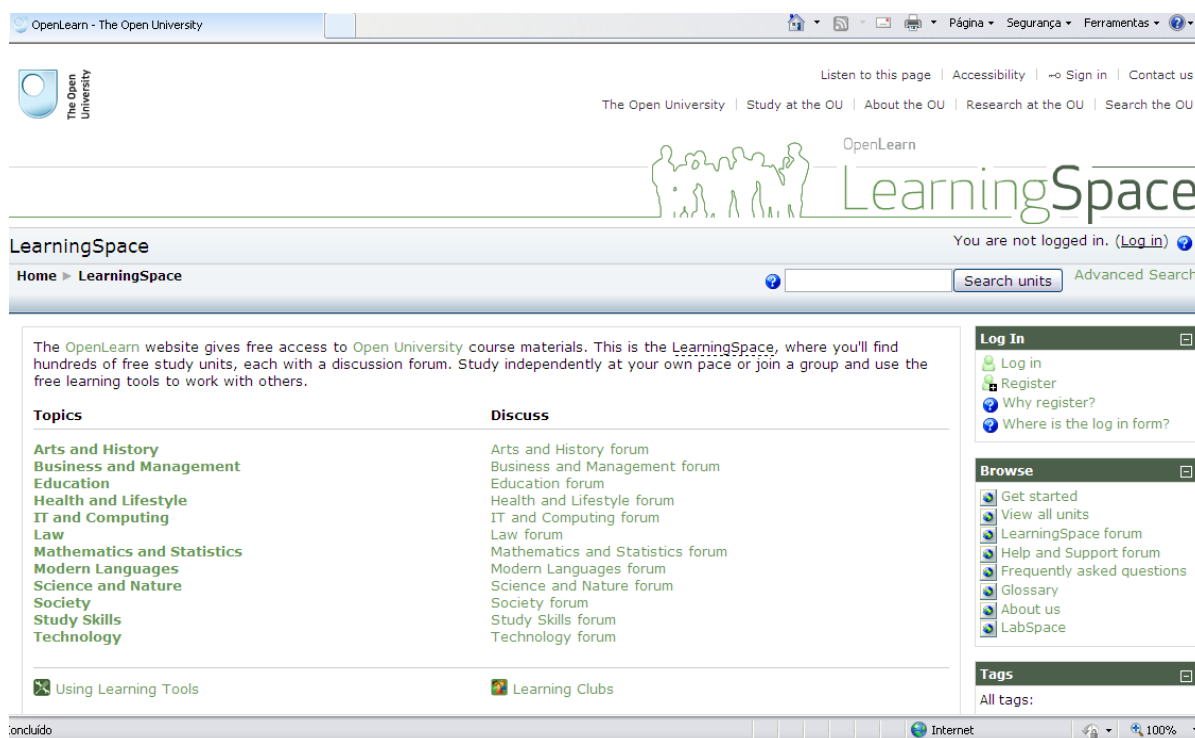 OpenLearn - The Open University
Página Segurança Ferramentas
The Open
University
Listen to this page Accessibility Sign in Contact us
The Open University Study at the OU About the OU Research at the OU Search the OU
OpenLearn
LearningSpace
LearningSpace
You are not logged in. (Log in)
Home LearningSpace
Search units
Advanced Search
The OpenLearn website gives free access to Open University course materials. This is the LearningSpace, where you'll find
hundreds of free study units, each with a discussion forum. Study independently at your own pace or join a group and use the
free learning tools to work with others.
Topics
Discuss
Arts and History
Arts and History forum
Business and Management
Business and Management forum
Education
Education forum
Health and Lifestyle
Health and Lifestyle forum
IT and Computing
IT and Computing forum
Law
Law forum
Mathematics and Statistics
Mathematics and Statistics forum
Modern Languages
Modern Languages forum
Science and Nature
Science and Nature forum
Society
Society forum
Study Skills
Study Skills forum
Technology
Technology forum
Using Learning Tools
Learning Clubs
Log In
Log in
Register
Why register?
Where is the log in form?
Browse
Get started
View all units
LearningSpace forum
Help and Support forum
Frequently asked questions
Glossary
About us
LabSpace
Tags
All tags:
oncluído
Internet
100%